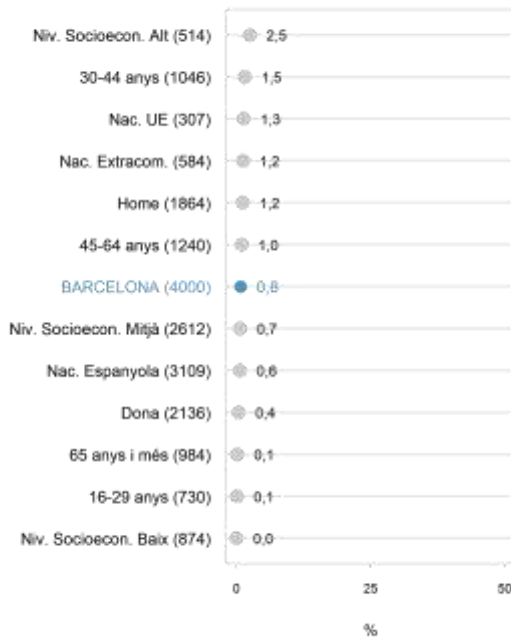 Niv. Socioecon. Alt (514) 2,5
30-44 anys (1046) 1,5
Nac. UE (307) 1,3
Nac. Extracom. (584) 1,2
Home (1864) 1,2
45-64 anys (1240) 1,0
BARCELONA (4000) 0,8
Niv. Socioecon. Mitjà (2612) 0,7
Nac. Espanyola (3109) 0,6
Dona (2136) 0,4
65 anys i més (984) 0,1
16-29 anys (730) 0,1
Niv. Socioecon. Baix (874) 0,0
0 25 50
%